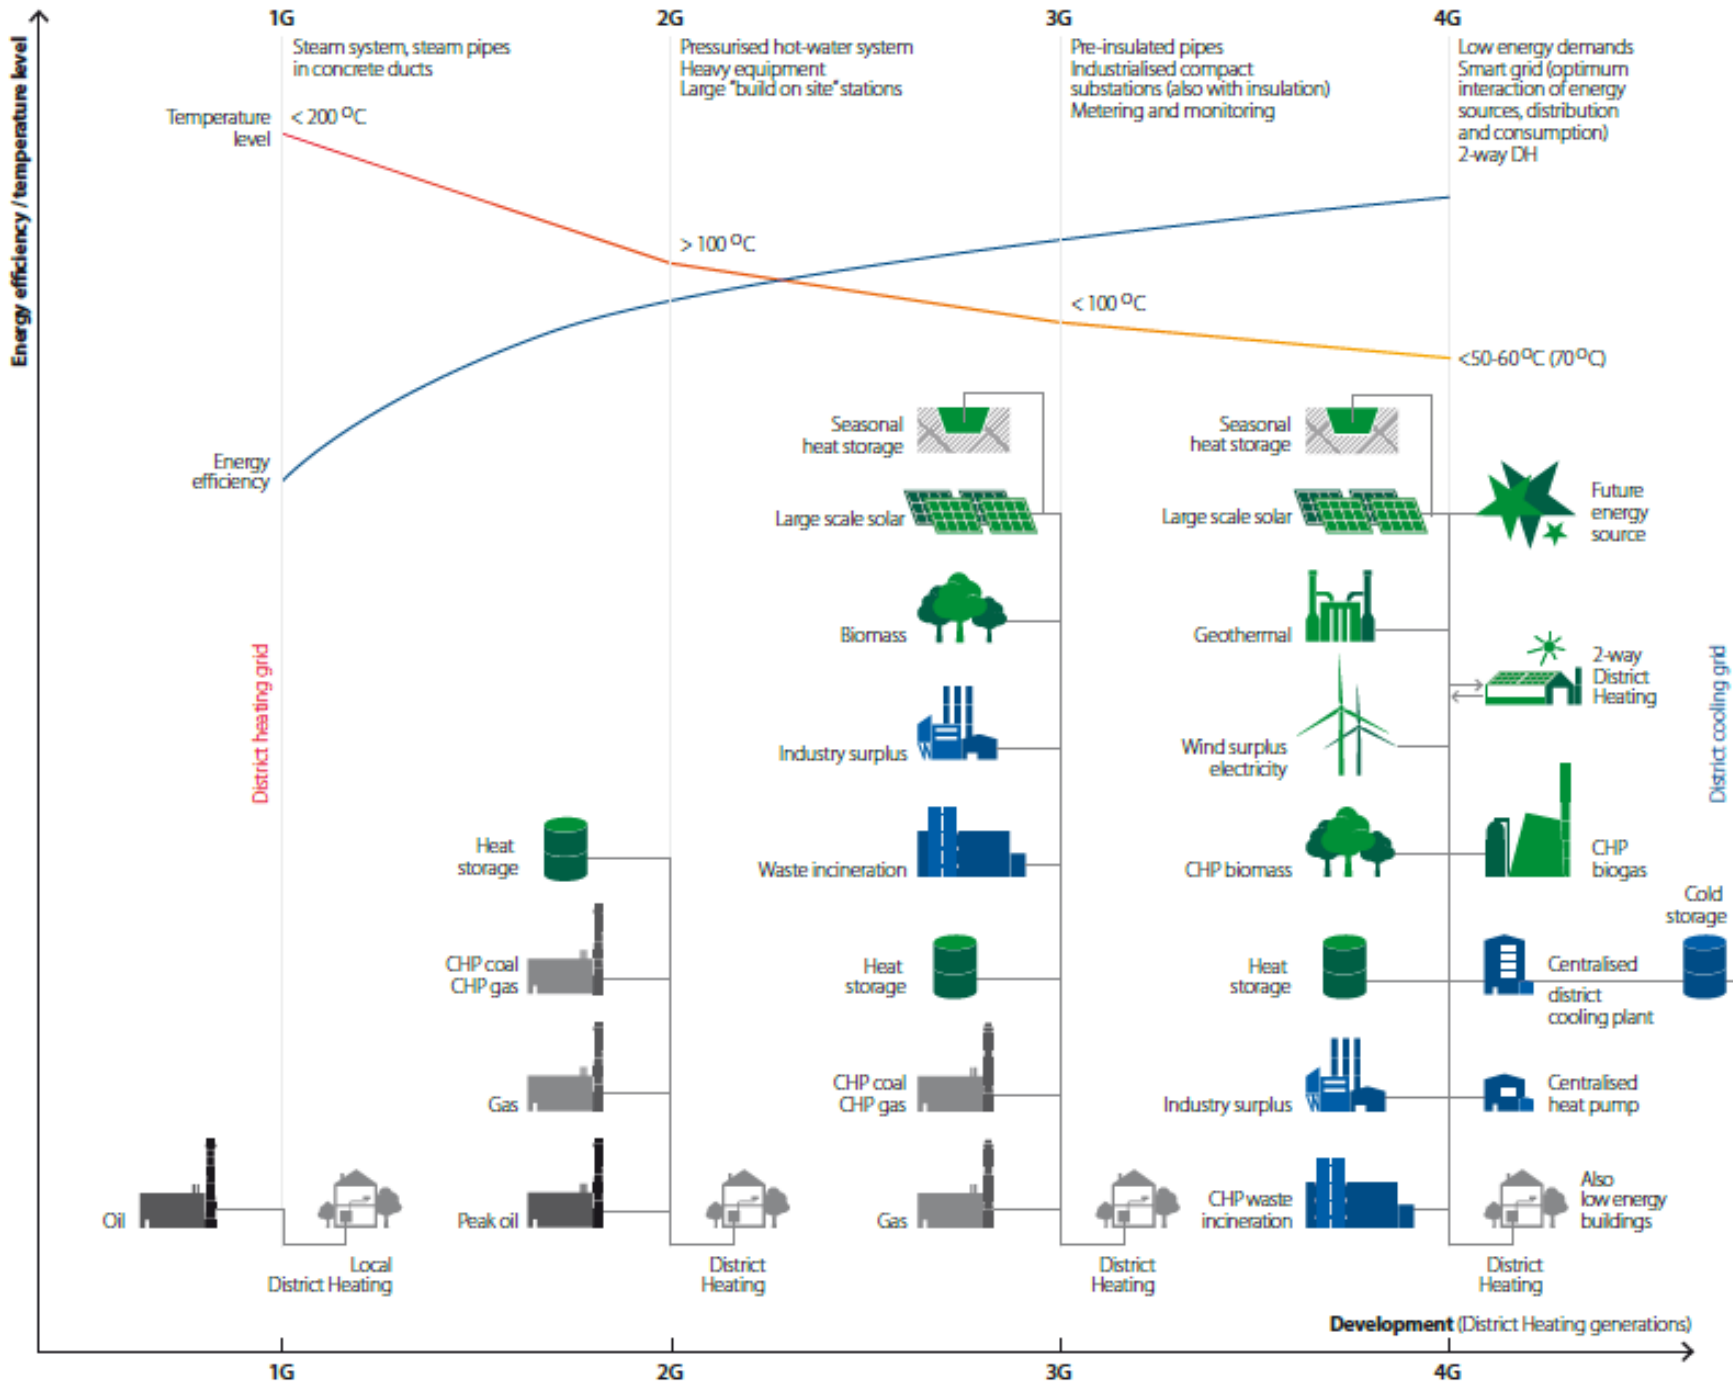 1G
2G
3G
4G
Steam system, steam pipes
in concrete ducts
Pressurised hot-water system
Heavy equipment
Large "build on site" stations
Pre-insulated pipes
Industrialised compact
substations (also with insulation)
Metering and monitoring
Low energy demands
Smart grid (optimum
interaction of energy
sources, distribution
and consumption)
2-way DH
Energy efficiency / temperature level
Temperature
level
< 200 °C
> 100 °C
< 100 °C
<50-60 °C (70 °C)
Energy
efficiency
District heating grid
District cooling grid
Oil
Local
District Heating
Heat
storage
CHP coal
CHP gas
Gas
Peak oil
District
Heating
Seasonal
heat storage
Large scale solar
Biomass
Industry surplus
Waste incineration
Heat
storage
CHP coal
CHP gas
Gas
District
Heating
Seasonal
heat storage
Large scale solar
Geothermal
Wind surplus
electricity
CHP biomass
Heat
storage
Industry surplus
CHP waste
incineration
Future
energy
source
2-way
District
Heating
CHP
biogas
Cold
storage
Centralised
district
cooling plant
Centralised
heat pump
Also
low energy
buildings
District
Heating
Development (District Heating generations)
1G
2G
3G
4G